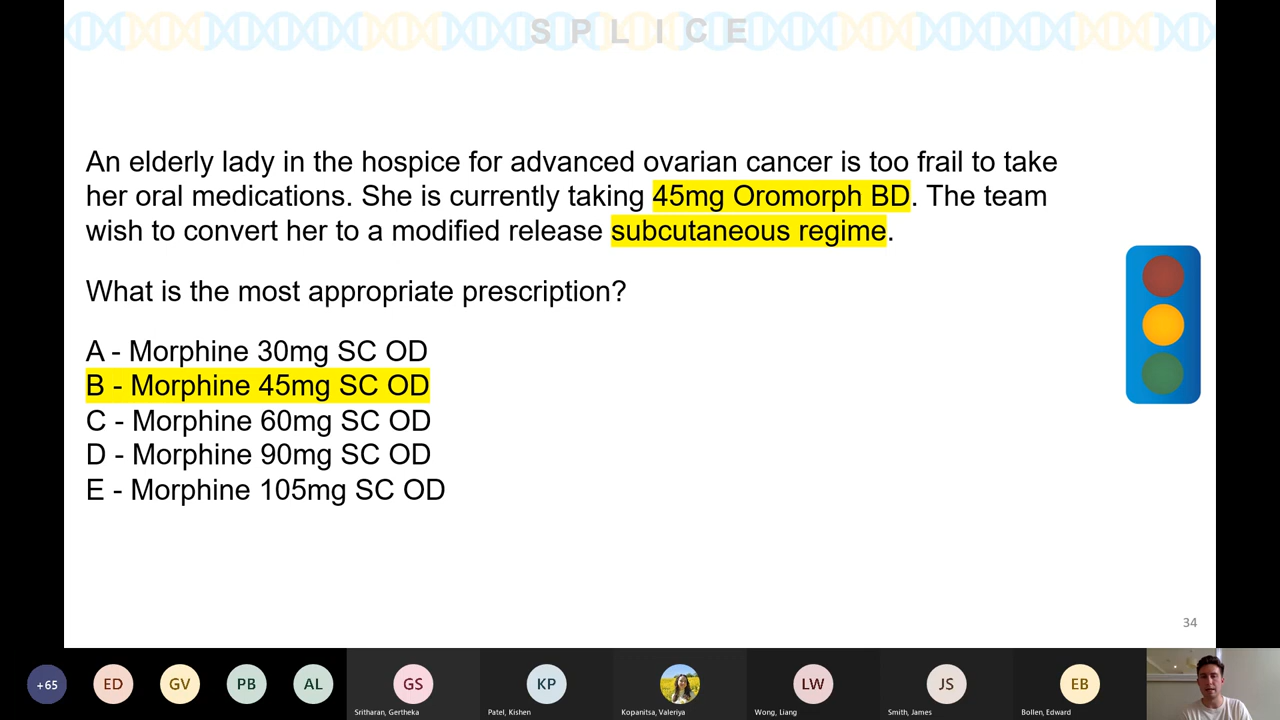 SPLICE
An elderly lady in the hospice for advanced ovarian cancer is too frail to take
her oral medications. She is currently taking 45mg Oromorph BD. The team
wish to convert her to a modified release subcutaneous regime.
What is the most appropriate prescription?
A - Morphine 30mg SC OD
B - Morphine 45mg SC OD
C - Morphine 60mg SC OD
D - Morphine 90mg SC OD
E - Morphine 105mg SC OD
34
+65 ED GV PB AL GS KP LW JS EB
Sritharan, Gertheka Patel, Kishen Kopanitsa, Valeriya Wong, Liang Smith, James Bollen, Edward